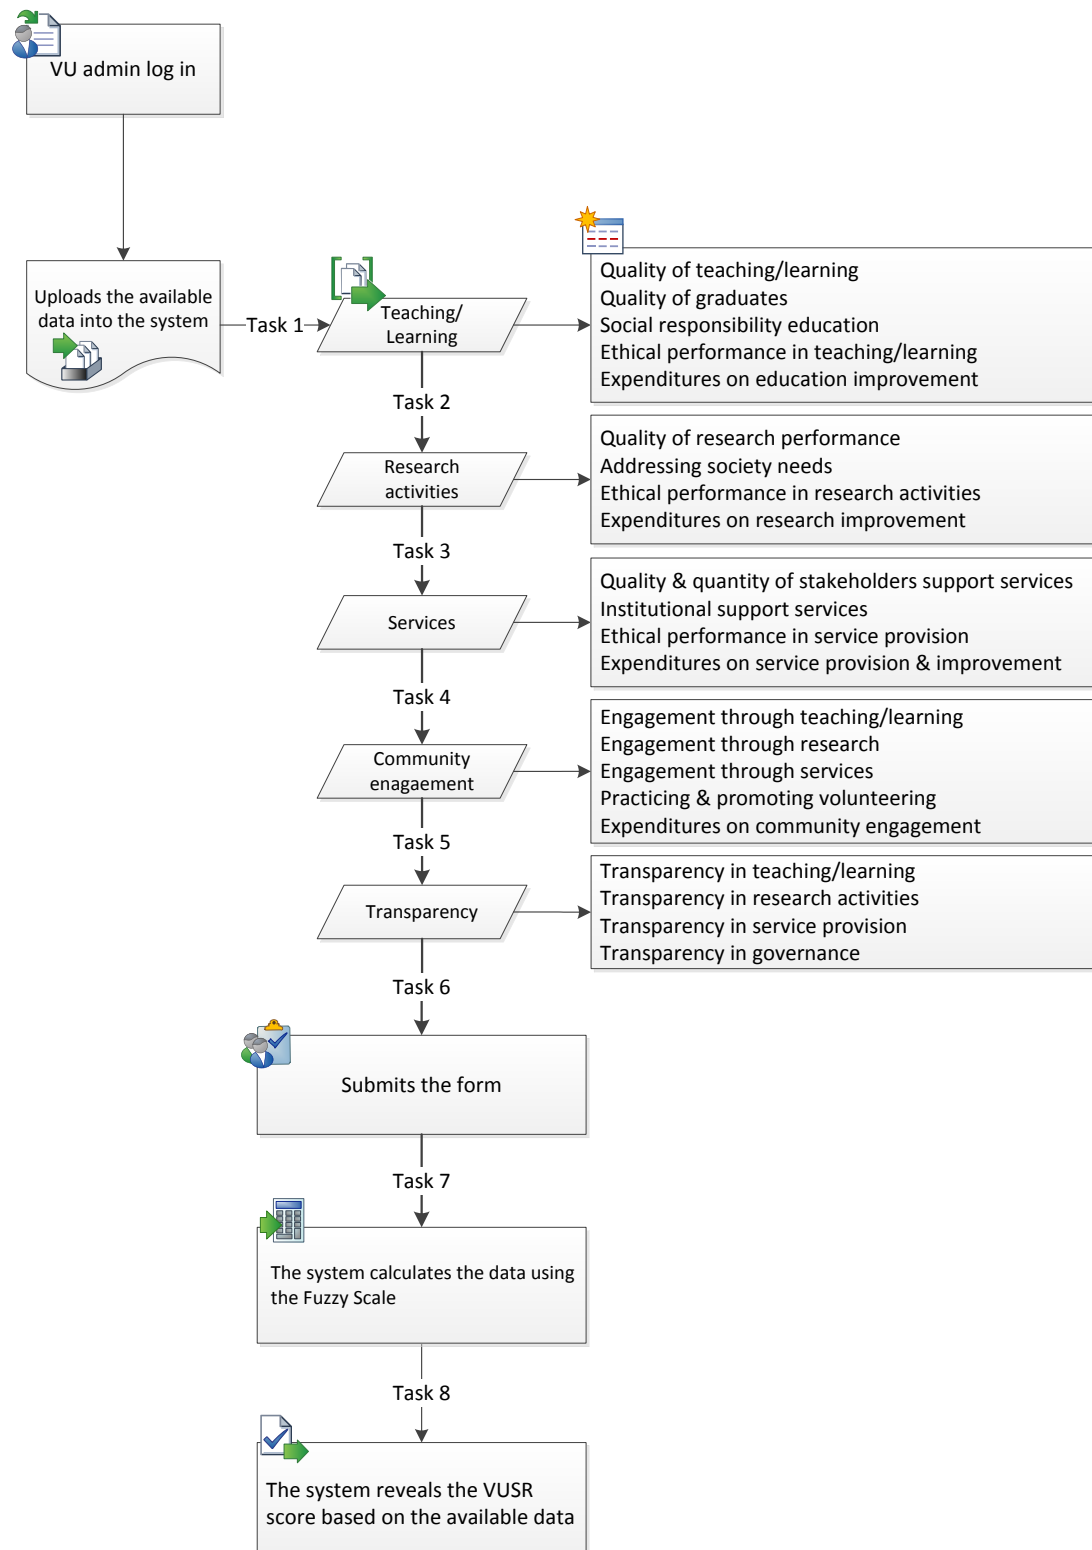 VU admin log in
Uploads the available
data into the system
Task 1
Teaching/
Learning
Quality of teaching/learning
Quality of graduates
Social responsibility education
Ethical performance in teaching/learning
Expenditures on education improvement
Task 2
Research
activities
Quality of research performance
Addressing society needs
Ethical performance in research activities
Expenditures on research improvement
Task 3
Services
Quality & quantity of stakeholders support services
Institutional support services
Ethical performance in service provision
Expenditures on service provision & improvement
Task 4
Community
enagaement
Engagement through teaching/learning
Engagement through research
Engagement through services
Practicing & promoting volunteering
Expenditures on community engagement
Task 5
Transparency
Transparency in teaching/learning
Transparency in research activities
Transparency in service provision
Transparency in governance
Task 6
Submits the form
Task 7
The system calculates the data using
the Fuzzy Scale
Task 8
The system reveals the VUSR
score based on the available data